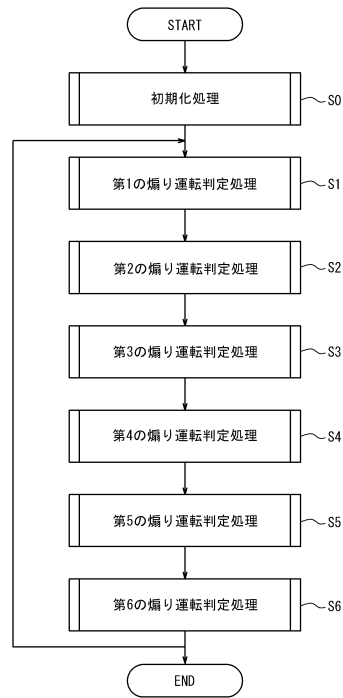 START
初期化処理
S0
第1の煽り運転判定処理
S1
第2の煽り運転判定処理
S2
第3の煽り運転判定処理
S3
第4の煽り運転判定処理
S4
第5の煽り運転判定処理
S5
第6の煽り運転判定処理
S6
END